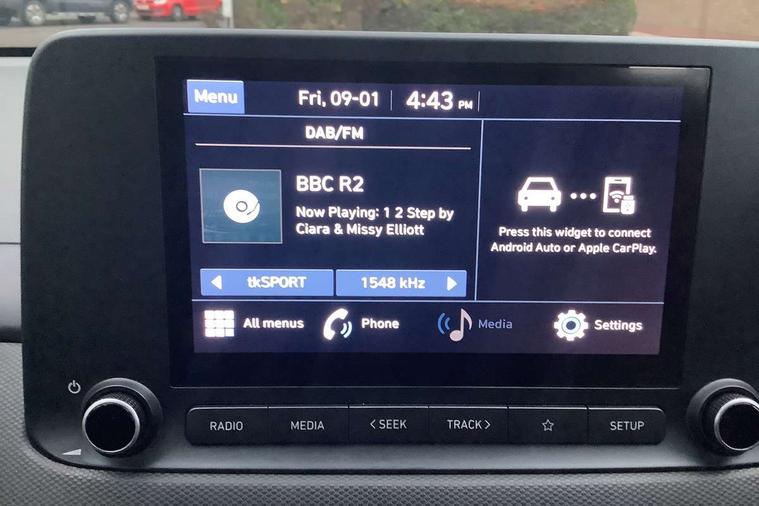 Menu
Fri, 09-01
4:43 PM
DAB/FM
BBC R2
Now Playing: 1 2 Step by
Ciara & Missy Elliott
tkSPORT
1548 kHz
Press this widget to connect
Android Auto or Apple CarPlay.
All menus
Phone
Media
Settings
RADIO
MEDIA
< SEEK
TRACK >
SETUP